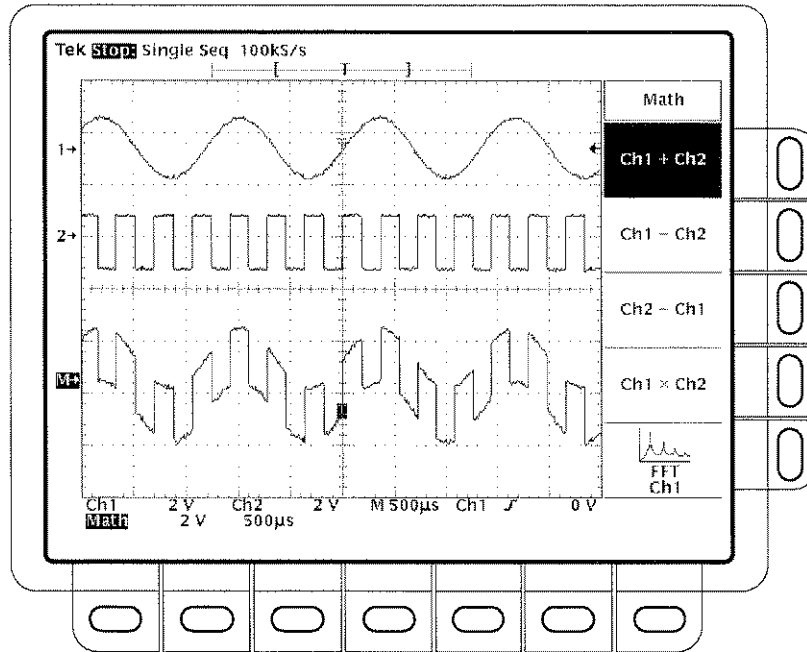 Tek Stop: Single Seq 100kS/s
[ T ]
Math
1→
Ch1 + Ch2
2→
Ch1 − Ch2
Ch2 − Ch1
M→
Ch1 × Ch2
T
FFT
Ch1
Ch1 2 V Ch2 2 V M 500µs Ch1 0 V
Math 2 V 500µs